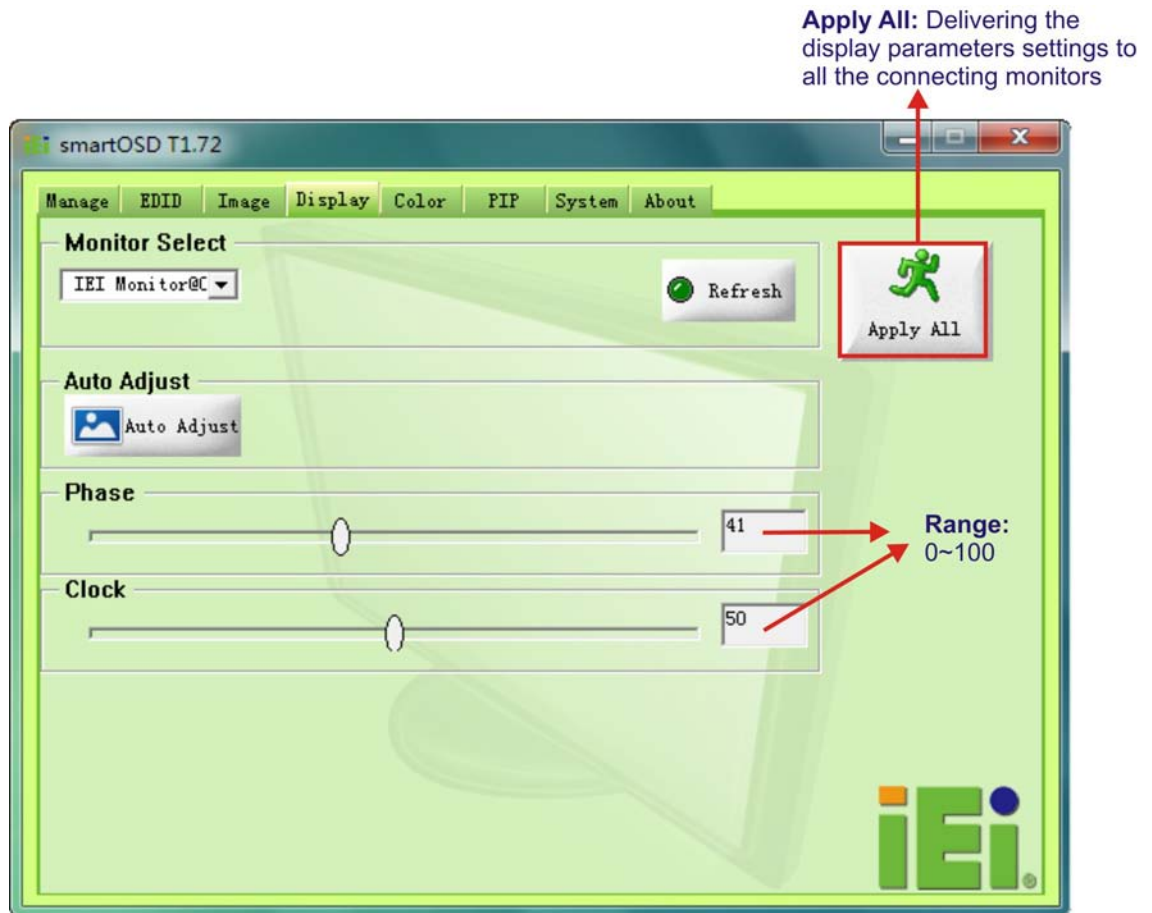 Apply All: Delivering the
display parameters settings to
all the connecting monitors
iEi smartOSD T1.72
Manage EDID Image Display Color PIP System About
Monitor Select
IEI Monitor@C
Refresh
Apply All
Auto Adjust
Auto Adjust
Phase
41
Range:
0~100
Clock
50
iEi®